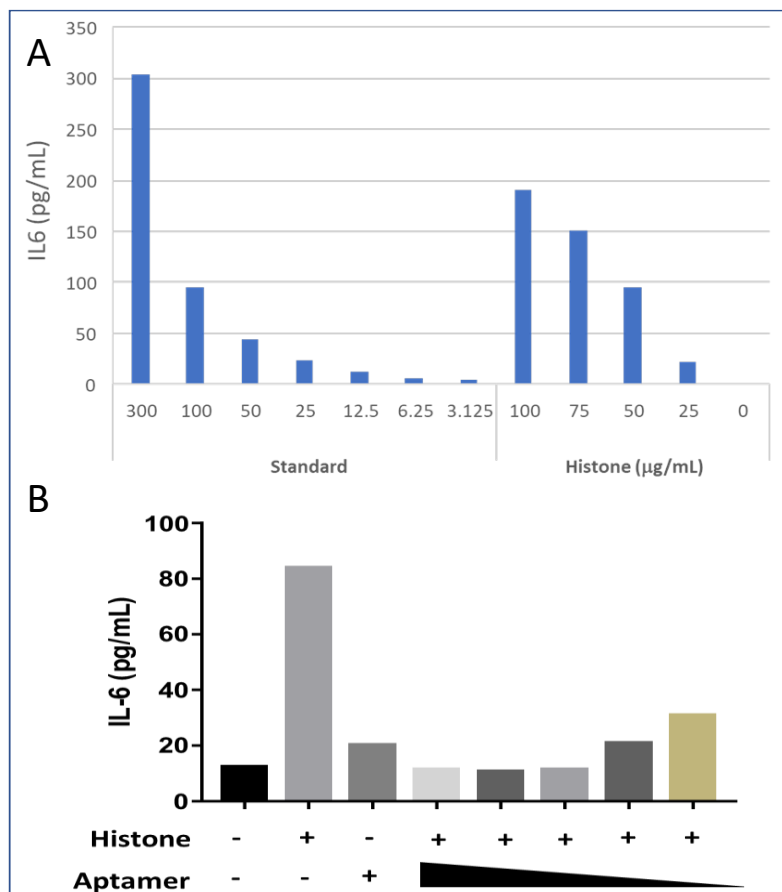 A
350
300
250
200
150
100
50
0
IL6 (pg/mL)
300 100 50 25 12.5 6.25 3.125 100 75 50 25 0
Standard Histone (μg/mL)
B
100
80
60
40
20
0
IL-6 (pg/mL)
Histone - + - + + + + +
Aptamer - - +